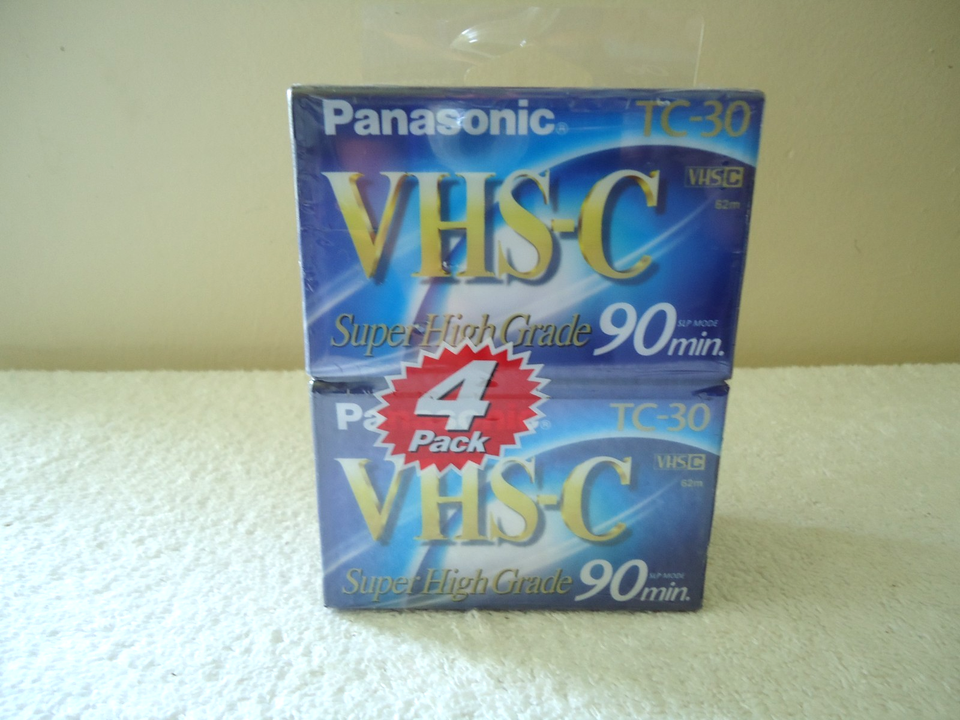 Panasonic® TC-30
VHS-C
VHS C
62m
Super High Grade 90 min.
SLP MODE
4
Pack
Panasonic® TC-30
VHS-C
VHS C
62m
Super High Grade 90 min.
SLP MODE